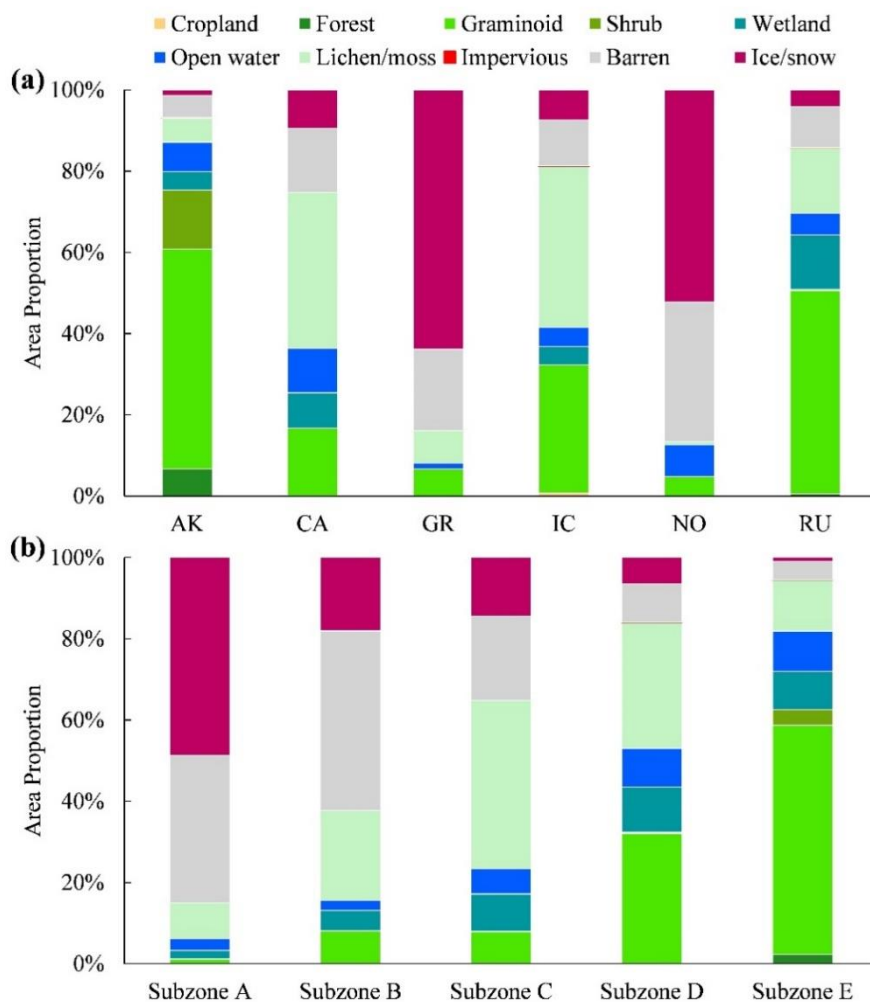 Cropland Forest Graminoid Shrub Wetland
Open water Lichen/moss Impervious Barren Ice/snow
(a)
100%
80%
60%
40%
20%
0%
Area Proportion
AK CA GR IC NO RU
(b)
100%
80%
60%
40%
20%
0%
Area Proportion
Subzone A Subzone B Subzone C Subzone D Subzone E